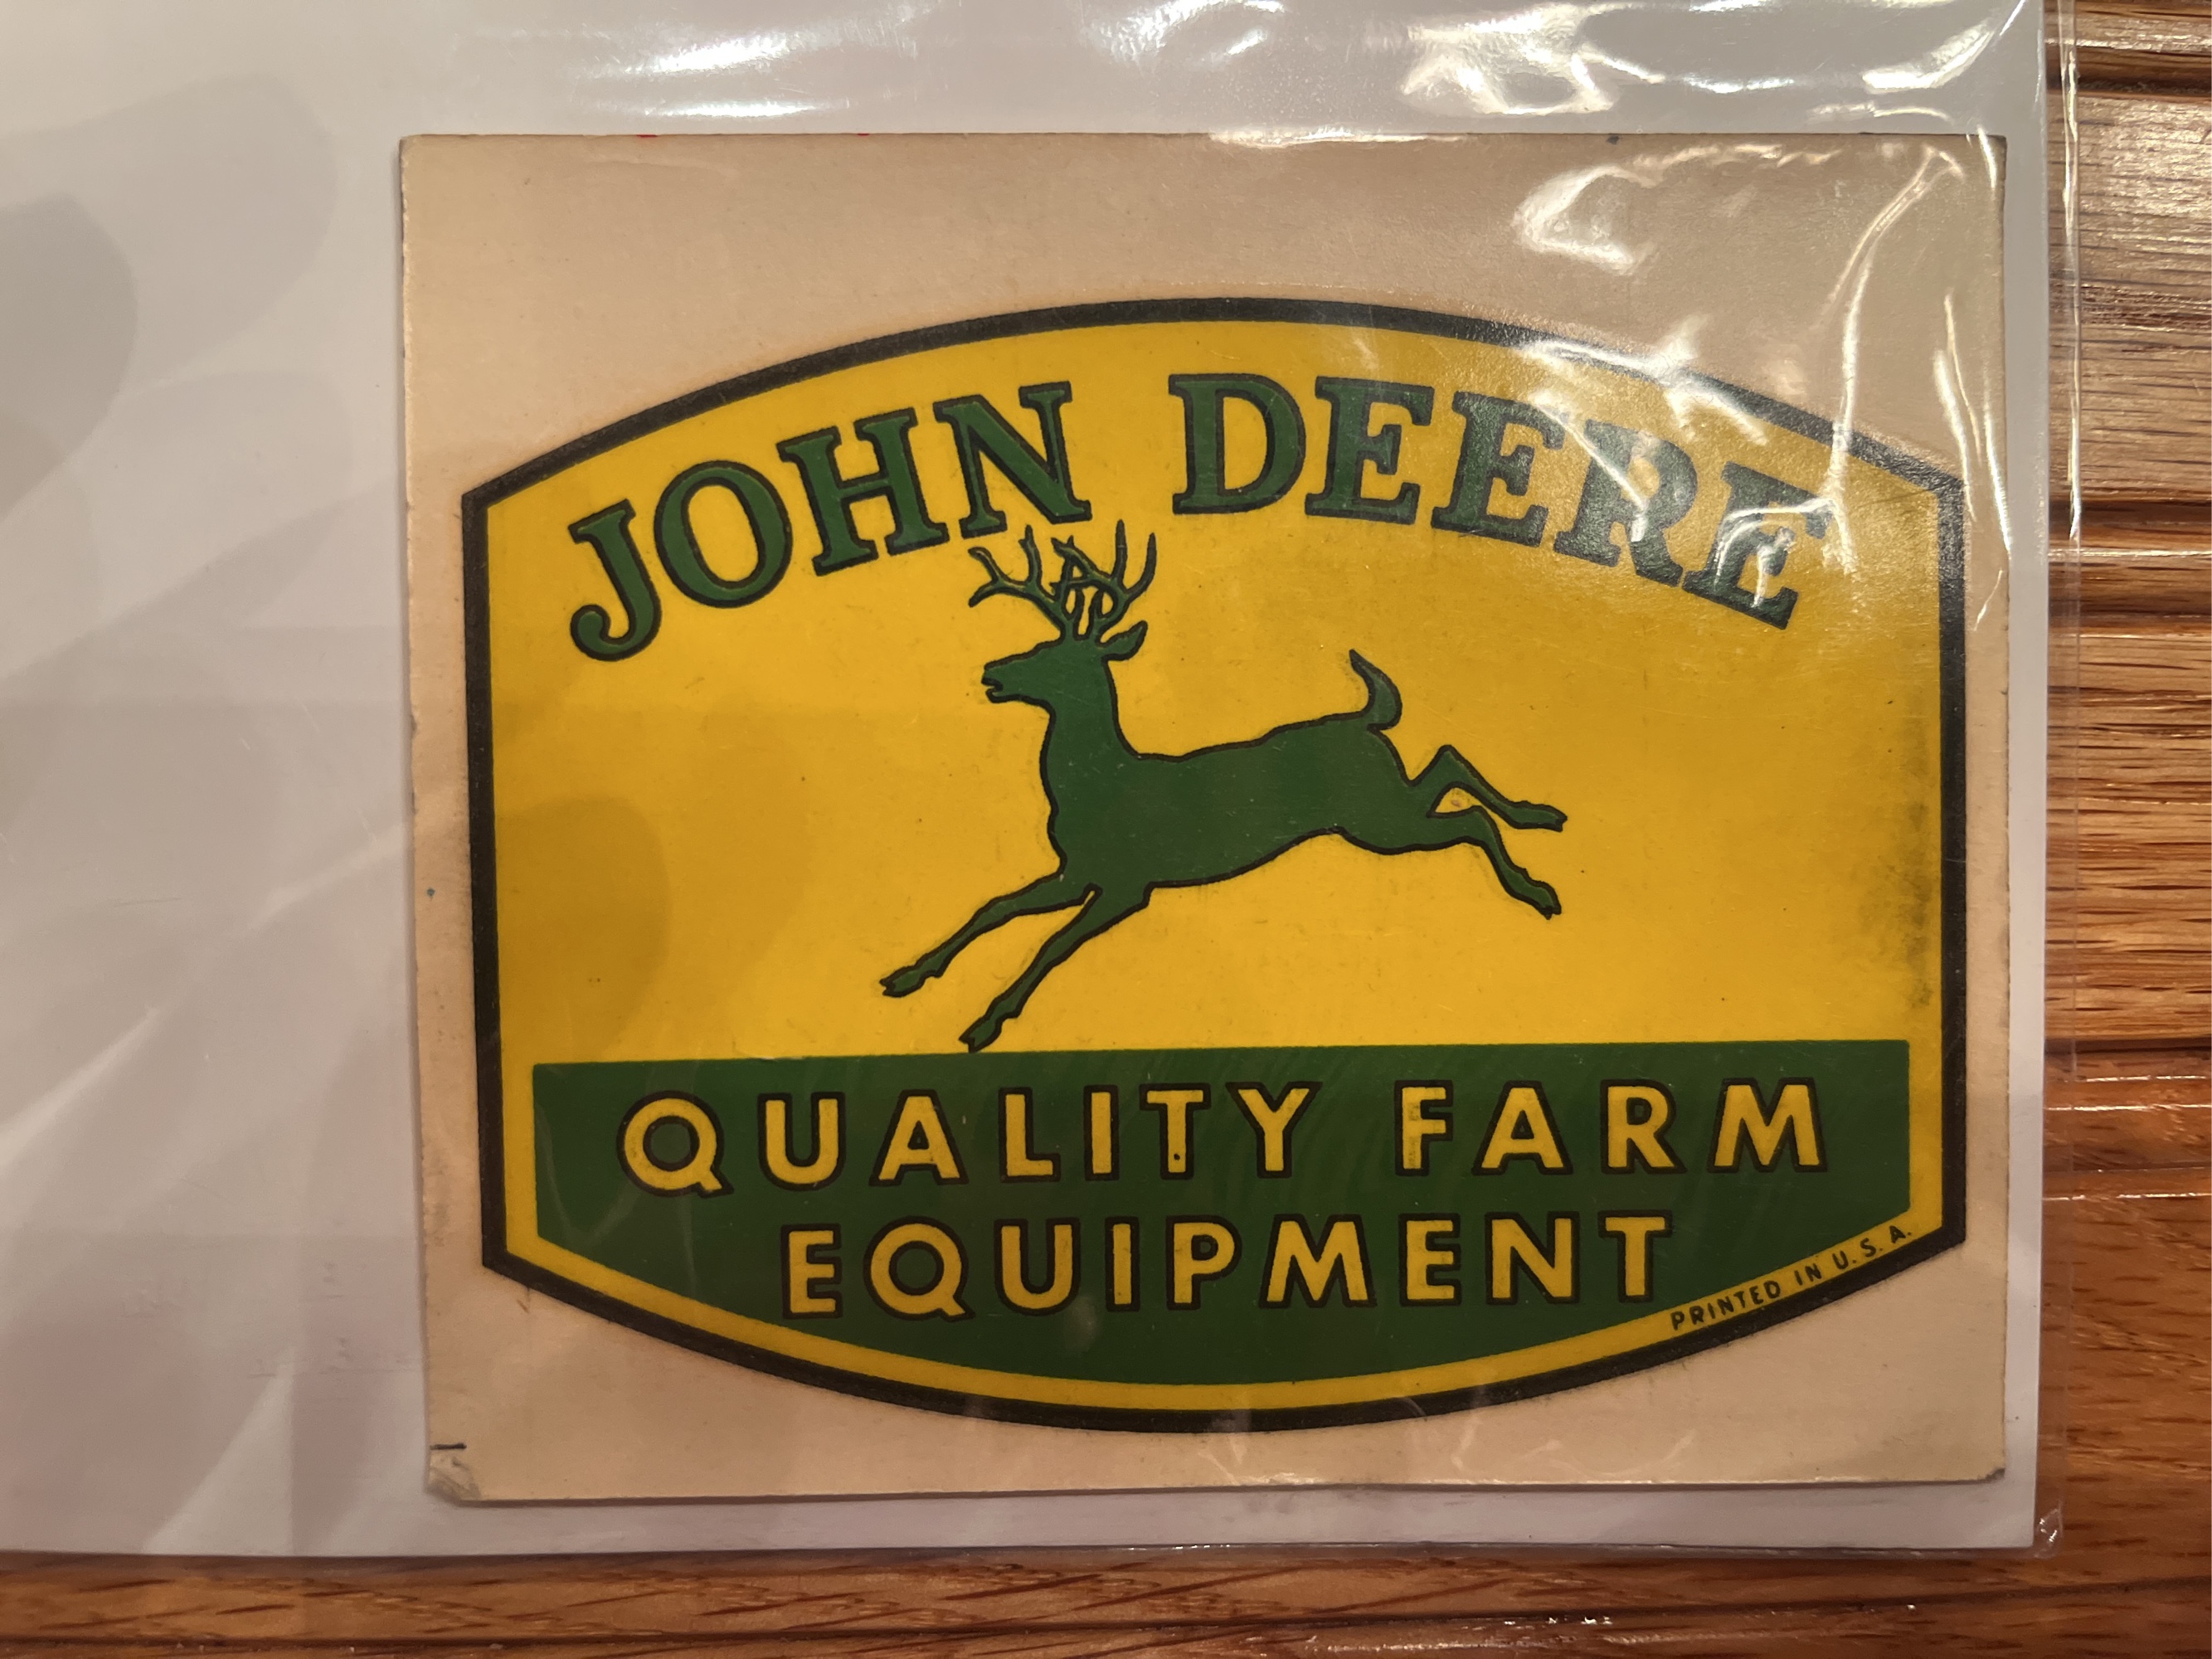 JOHN DEERE
QUALITY FARM
EQUIPMENT
PRINTED IN U.S.A.